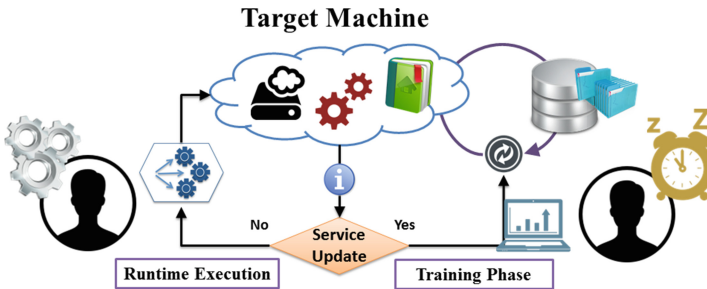 Target Machine
Z
Z
Z
i
No
Service
Update
Yes
Runtime Execution
Training Phase